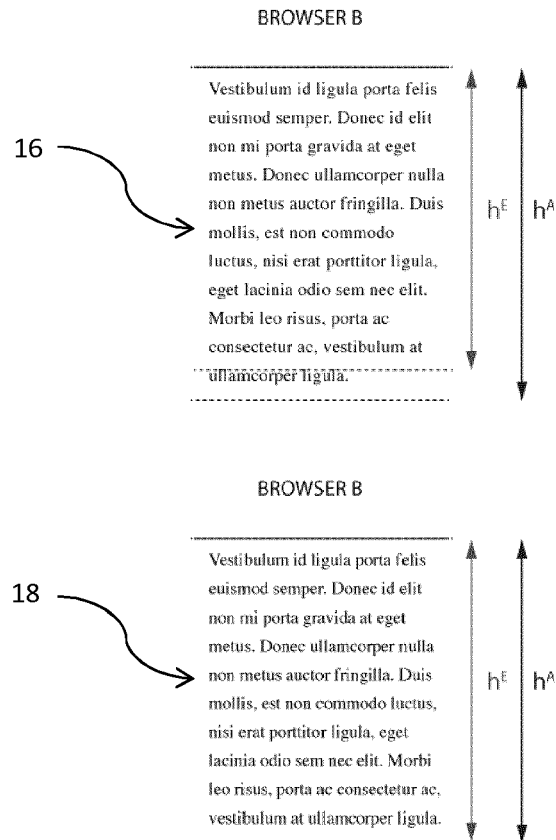 BROWSER B
16
Vestibulum id ligula porta felis
euismod semper. Donec id elit
non mi porta gravida at eget
metus. Donec ullamcorper nulla
non metus auctor fringilla. Duis
mollis, est non commodo
luctus, nisi erat porttitor ligula,
eget lacinia odio sem nec elit.
Morbi leo risus, porta ac
consectetur ac, vestibulum at
ullamcorper ligula.
hᴱ hᴬ
BROWSER B
18
Vestibulum id ligula porta felis
euismod semper. Donec id elit
non mi porta gravida at eget
metus. Donec ullamcorper nulla
non metus auctor fringilla. Duis
mollis, est non commodo luctus,
nisi erat porttitor ligula, eget
lacinia odio sem nec elit. Morbi
leo risus, porta ac consectetur ac,
vestibulum at ullamcorper ligula.
hᴱ hᴬ